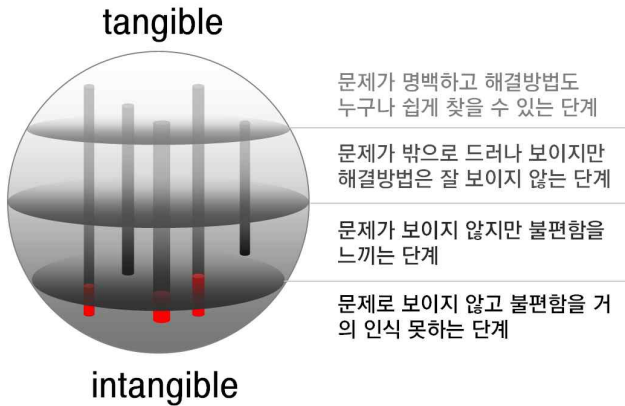 tangible
문제가 명백하고 해결방법도
누구나 쉽게 찾을 수 있는 단계
문제가 밖으로 드러나 보이지만
해결방법은 잘 보이지 않는 단계
문제가 보이지 않지만 불편함을
느끼는 단계
문제로 보이지 않고 불편함을 거
의 인식 못하는 단계
intangible